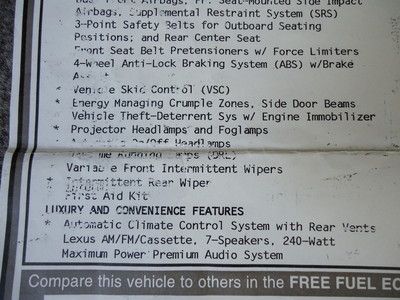 Airbags, Supplemental Restraint System (SRS)
3-Point Safety Belts for Outboard Seating
Positions; and Rear Center Seat
Front Seat Belt Pretensioners w/ Force Limiters
4-Wheel Anti-Lock Braking System (ABS) w/Brake
* Vehicle Skid Control (VSC)
* Energy Managing Crumple Zones, Side Door Beams
Vehicle Theft-Deterrent Sys w/ Engine Immobilizer
* Projector Headlamps and Foglamps
On/Off Headlamps
(DRL)
Variable Front Intermittent Wipers
* Intermittent Rear Wiper
First Aid Kit
LUXURY AND CONVENIENCE FEATURES
* Automatic Climate Control System with Rear Vents
Lexus AM/FM/Cassette, 7-Speakers, 240-Watt
Maximum Power Premium Audio System
Compare this vehicle to others in the FREE FUEL EC